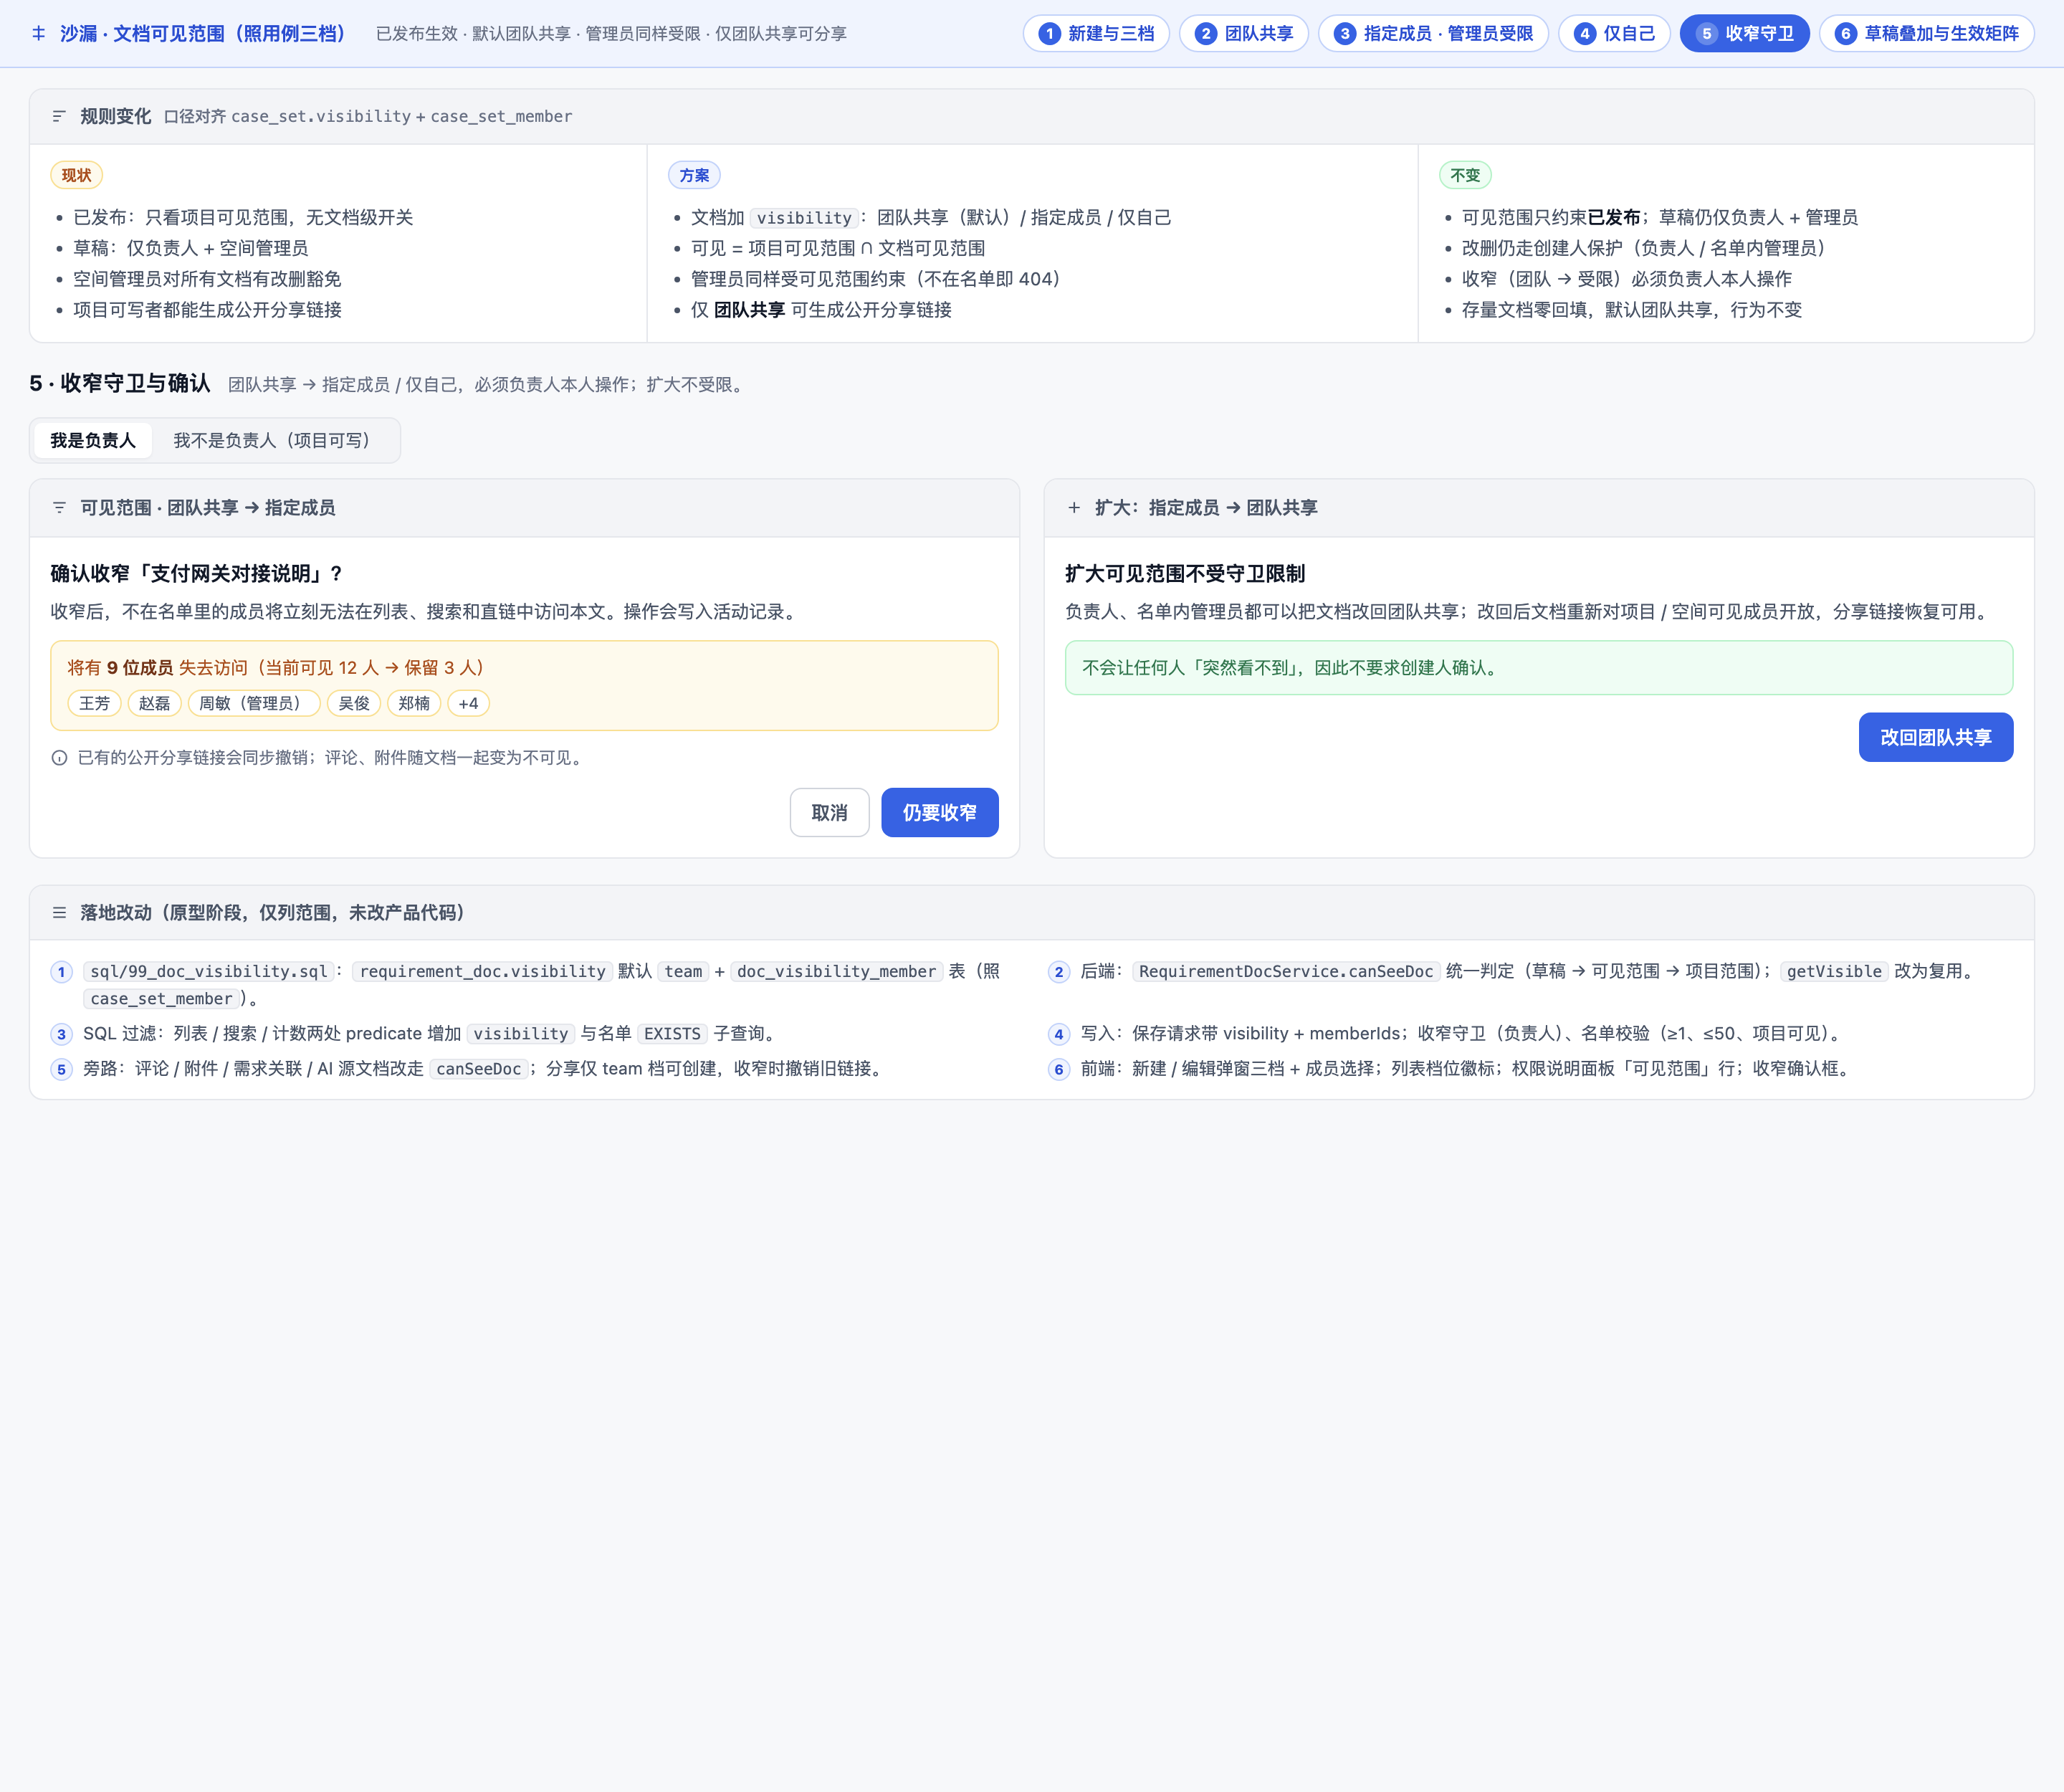 沙漏 · 文档可见范围（照用例三档）
已发布生效 · 默认团队共享 · 管理员同样受限 · 仅团队共享可分享
1 新建与三档
2 团队共享
3 指定成员 · 管理员受限
4 仅自己
5 收窄守卫
6 草稿叠加与生效矩阵
规则变化 口径对齐 case_set.visibility + case_set_member
现状
• 已发布：只看项目可见范围，无文档级开关
• 草稿：仅负责人 + 空间管理员
• 空间管理员对所有文档有改删豁免
• 项目可写者都能生成公开分享链接
方案
• 文档加 visibility：团队共享（默认）/ 指定成员 / 仅自己
• 可见 = 项目可见范围 ∩ 文档可见范围
• 管理员同样受可见范围约束（不在名单即 404）
• 仅 团队共享 可生成公开分享链接
不变
• 可见范围只约束已发布；草稿仍仅负责人 + 管理员
• 改删仍走创建人保护（负责人 / 名单内管理员）
• 收窄（团队 → 受限）必须负责人本人操作
• 存量文档零回填，默认团队共享，行为不变
5 · 收窄守卫与确认 团队共享 → 指定成员 / 仅自己，必须负责人本人操作；扩大不受限。
我是负责人 我不是负责人（项目可写）
可见范围 · 团队共享 → 指定成员
确认收窄「支付网关对接说明」?
收窄后，不在名单里的成员将立刻无法在列表、搜索和直链中访问本文。操作会写入活动记录。
将有 9 位成员 失去访问（当前可见 12 人 → 保留 3 人）
王芳 赵磊 周敏（管理员） 吴俊 郑楠 +4
已有的公开分享链接会同步撤销；评论、附件随文档一起变为不可见。
取消 仍要收窄
+ 扩大：指定成员 → 团队共享
扩大可见范围不受守卫限制
负责人、名单内管理员都可以把文档改回团队共享；改回后文档重新对项目 / 空间可见成员开放，分享链接恢复可用。
不会让任何人「突然看不到」，因此不要求创建人确认。
改回团队共享
落地改动（原型阶段，仅列范围，未改产品代码）
1 sql/99_doc_visibility.sql：requirement_doc.visibility 默认 team + doc_visibility_member 表（照
case_set_member）。
2 后端：RequirementDocService.canSeeDoc 统一判定（草稿 → 可见范围 → 项目范围）；getVisible 改为复用。
3 SQL 过滤：列表 / 搜索 / 计数两处 predicate 增加 visibility 与名单 EXISTS 子查询。
4 写入：保存请求带 visibility + memberIds；收窄守卫（负责人）、名单校验（≥1、≤50、项目可见）。
5 旁路：评论 / 附件 / 需求关联 / AI 源文档改走 canSeeDoc；分享仅 team 档可创建，收窄时撤销旧链接。
6 前端：新建 / 编辑弹窗三档 + 成员选择；列表档位徽标；权限说明面板「可见范围」行；收窄确认框。